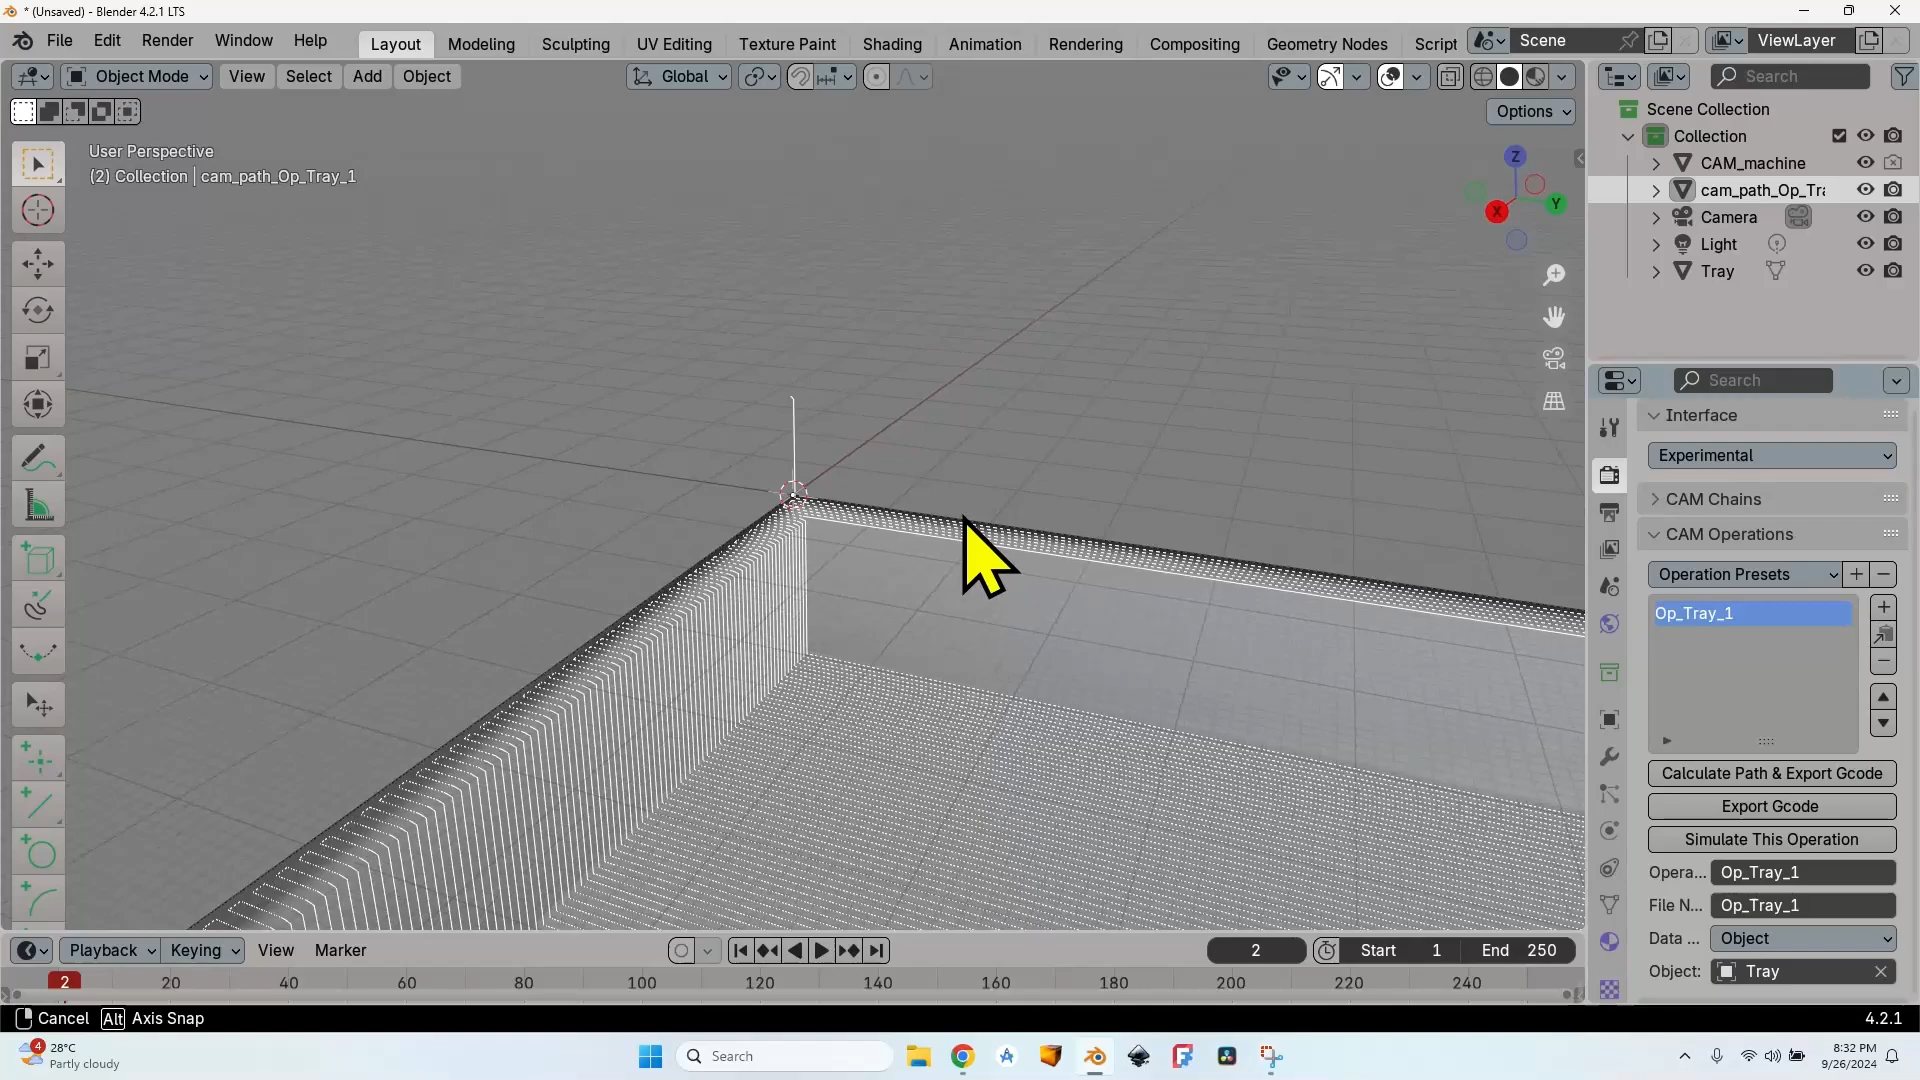 * (Unsaved) - Blender 4.2.1 LTS
File Edit Render Window Help Layout Modeling Sculpting UV Editing Texture Paint Shading Animation Rendering Compositing Geometry Nodes Script Scene ViewLayer
Object Mode View Select Add Object Global Search
Options
User Perspective
(2) Collection | cam_path_Op_Tray_1
Z
X
Y
Scene Collection
Collection
CAM_machine
cam_path_Op_Tra
Camera
Light
Tray
Search
Interface
Experimental
CAM Chains
CAM Operations
Operation Presets
Op_Tray_1
Calculate Path & Export Gcode
Export Gcode
Simulate This Operation
Opera... Op_Tray_1
File N... Op_Tray_1
Data ... Object
Object: Tray
Playback Keying View Marker 2 Start 1 End 250
2 20 40 60 80 100 120 140 160 180 200 220 240
Cancel Alt Axis Snap 4.2.1
4
28°C
Partly cloudy
Search
8:32 PM
9/26/2024